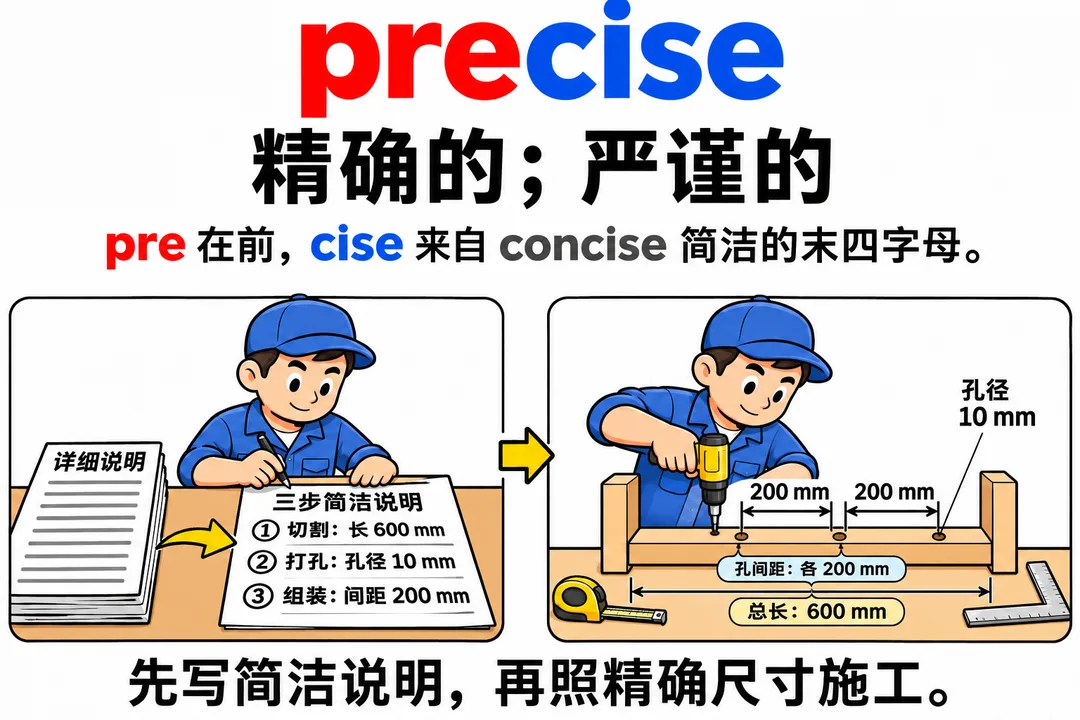 precise
精确的；严谨的
pre 在前，cise 来自 concise 简洁的末四字母。
详细说明
三步简洁说明
① 切割：长 600 mm
② 打孔：孔径 10 mm
③ 组装：间距 200 mm
孔径
10 mm
200 mm
200 mm
孔间距：各 200 mm
总长：600 mm
先写简洁说明，再照精确尺寸施工。